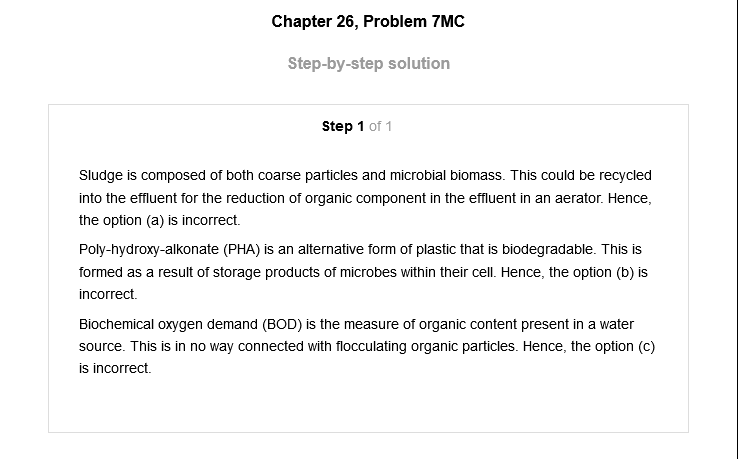 Chapter 26, Problem 7MC
Step-by-step solution
Step 1 of 1
Sludge is composed of both coarse particles and microbial biomass. This could be recycled
into the effluent for the reduction of organic component in the effluent in an aerator. Hence,
the option (a) is incorrect.
Poly-hydroxy-alkonate (PHA) is an alternative form of plastic that is biodegradable. This is
formed as a result of storage products of microbes within their cell. Hence, the option (b) is
incorrect.
Biochemical oxygen demand (BOD) is the measure of organic content present in a water
source. This is in no way connected with flocculating organic particles. Hence, the option (c)
is incorrect.